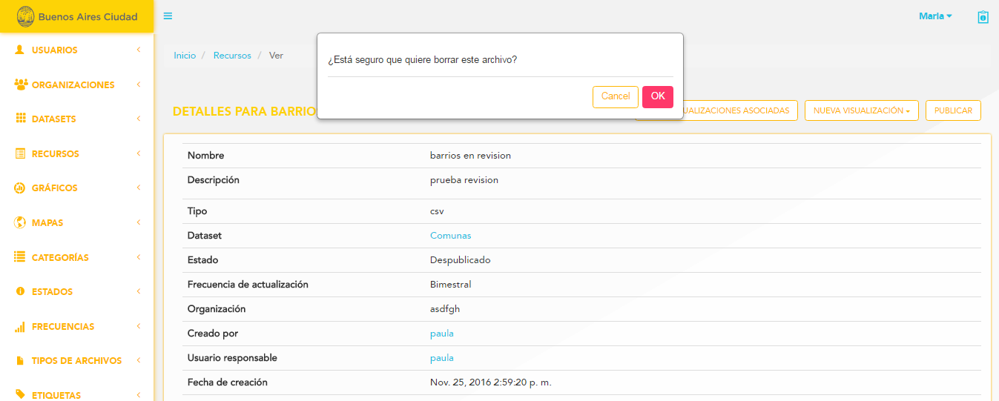 Buenos Aires Ciudad
Maria
¿Está seguro que quiere borrar este archivo?
Cancel OK
Inicio / Recursos / Ver
DETALLES PARA BARRIO
ASOCIADAS
NUEVA VISUALIZACIÓN
PUBLICAR
USUARIOS
ORGANIZACIONES
DATASETS
RECURSOS
GRÁFICOS
MAPAS
CATEGORÍAS
ESTADOS
FRECUENCIAS
TIPOS DE ARCHIVOS
ETIQUETAS
Nombre barrios en revision
Descripción prueba revision
Tipo csv
Dataset Comunas
Estado Despublicado
Frecuencia de actualización Bimestral
Organización asdfgh
Creado por paula
Usuario responsable paula
Fecha de creación Nov. 25, 2016 2:59:20 p. m.